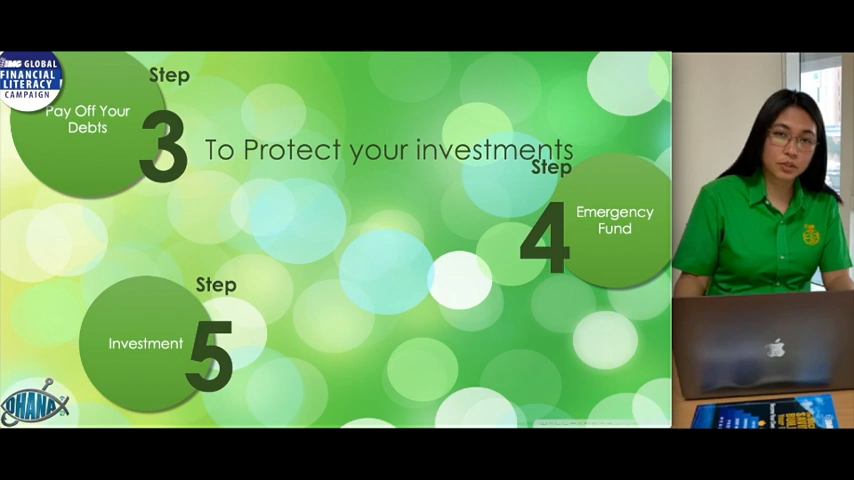 IMG GLOBAL
FINANCIAL
LITERACY
CAMPAIGN
Pay Off Your
Debts
Step
3
To Protect your investments
Step
4
Emergency
Fund
Step
5
Investment
OHANA